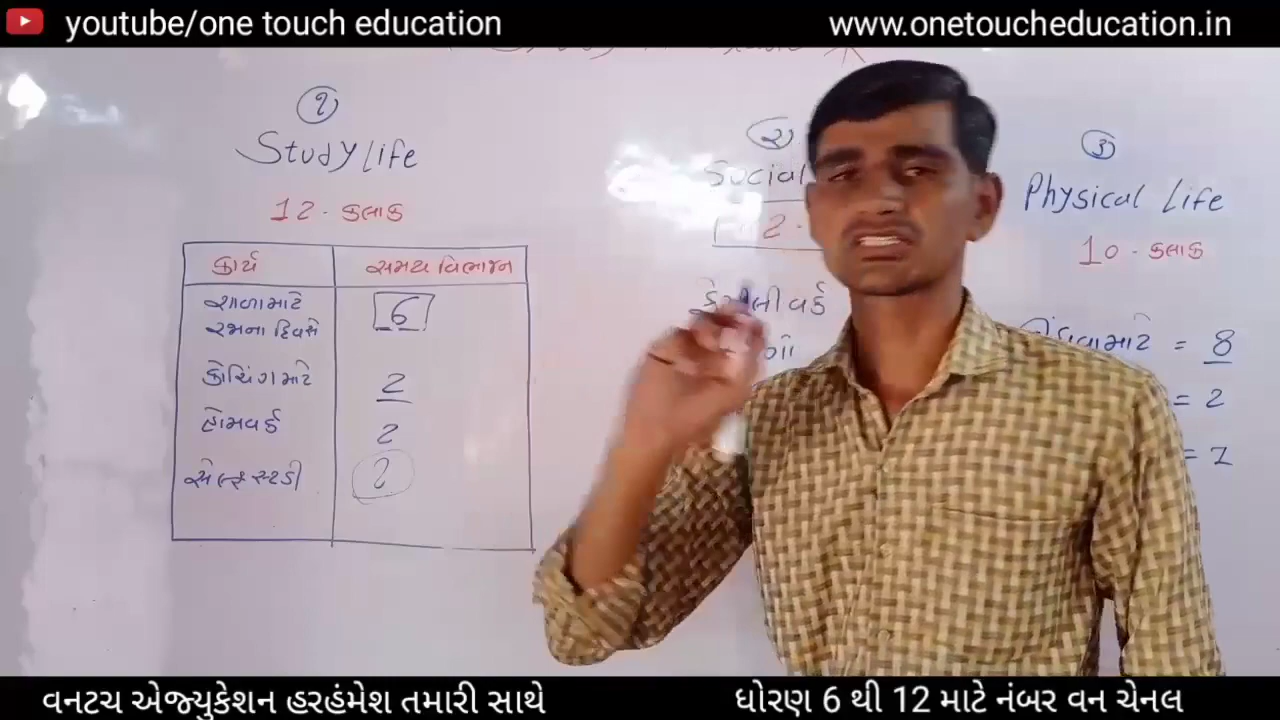 youtube/one touch education
www.onetoucheducation.in
૧
Study Life
12 - કલાક
કાર્ય
સમય વિભાજન
શાળા માટે
રજાના દિવસે
6
કોચિંગ માટે
2
હોમવર્ક
2
સેલ્ફ સ્ટડી
2
૨
Social
2 -
વર્ક
૩
Physical Life
10 - કલાક
માટે = 8
= 2
= 1
વનટચ એજ્યુકેશન હરહંમેશ તમારી સાથે
ધોરણ 6 થી 12 માટે નંબર વન ચેનલ